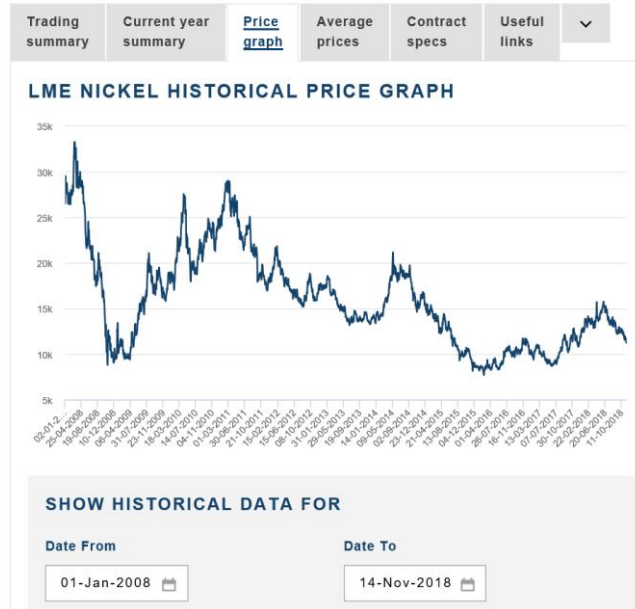 Trading summary
Current year summary
Price graph
Average prices
Contract specs
Useful links
LME NICKEL HISTORICAL PRICE GRAPH
35k
30k
25k
20k
15k
10k
5k
02-01-2...
25-04-2008
19-08-2008
10-12-2008
06-04-2009
31-07-2009
23-11-2009
18-03-2010
14-07-2010
04-11-2010
01-03-2011
30-06-2011
21-10-2011
15-02-2012
15-06-2012
08-10-2012
31-01-2013
29-05-2013
19-09-2013
14-01-2014
09-05-2014
02-09-2014
23-12-2014
21-04-2015
13-08-2015
04-12-2015
01-04-2016
26-07-2016
16-11-2016
13-03-2017
07-07-2017
30-10-2017
22-02-2018
20-06-2018
11-10-2018
SHOW HISTORICAL DATA FOR
Date From
Date To
01-Jan-2008
14-Nov-2018